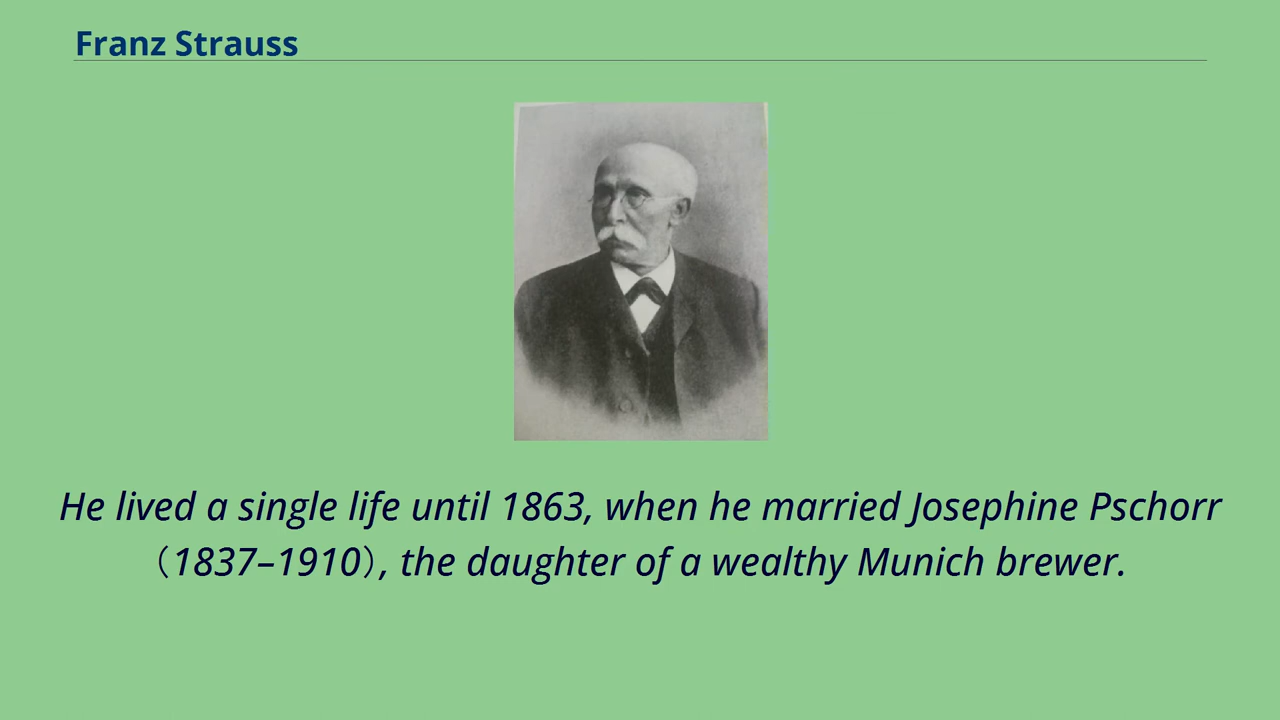 Franz Strauss
He lived a single life until 1863, when he married Josephine Pschorr
（1837–1910）, the daughter of a wealthy Munich brewer.